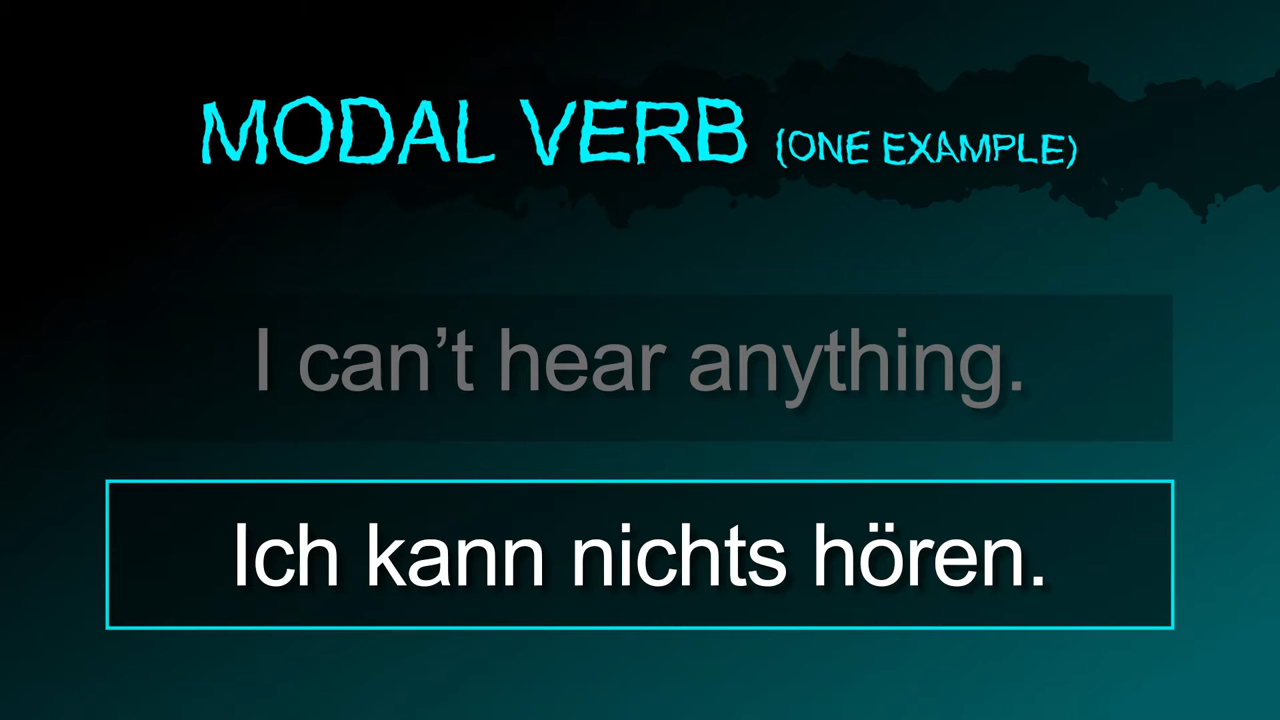 MODAL VERB (ONE EXAMPLE)
I can’t hear anything.
Ich kann nichts hören.